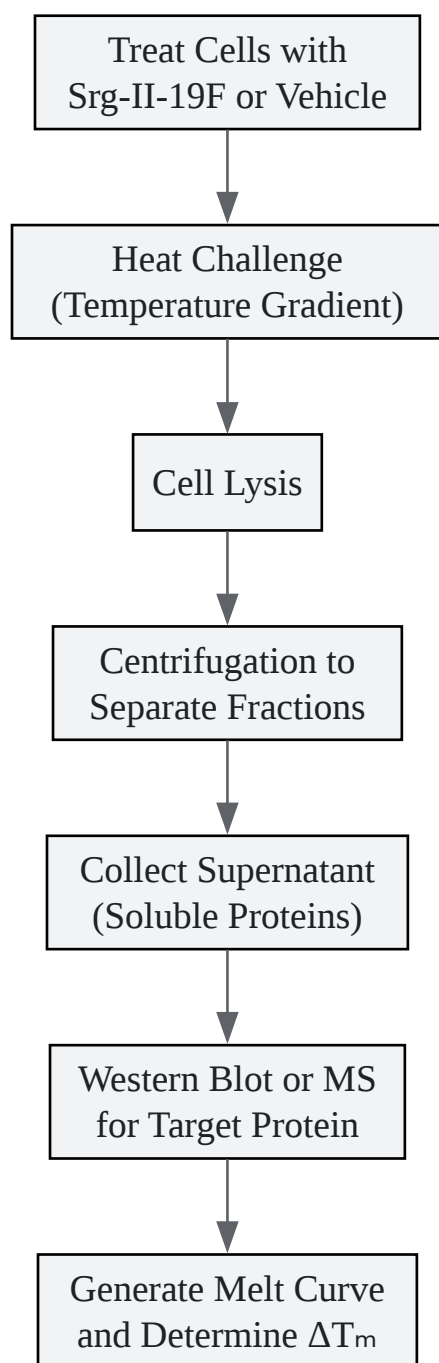 Treat Cells with
Srg-II-19F or Vehicle
Heat Challenge
(Temperature Gradient)
Cell Lysis
Centrifugation to
Separate Fractions
Collect Supernatant
(Soluble Proteins)
Western Blot or MS
for Target Protein
Generate Melt Curve
and Determine ΔTₘ